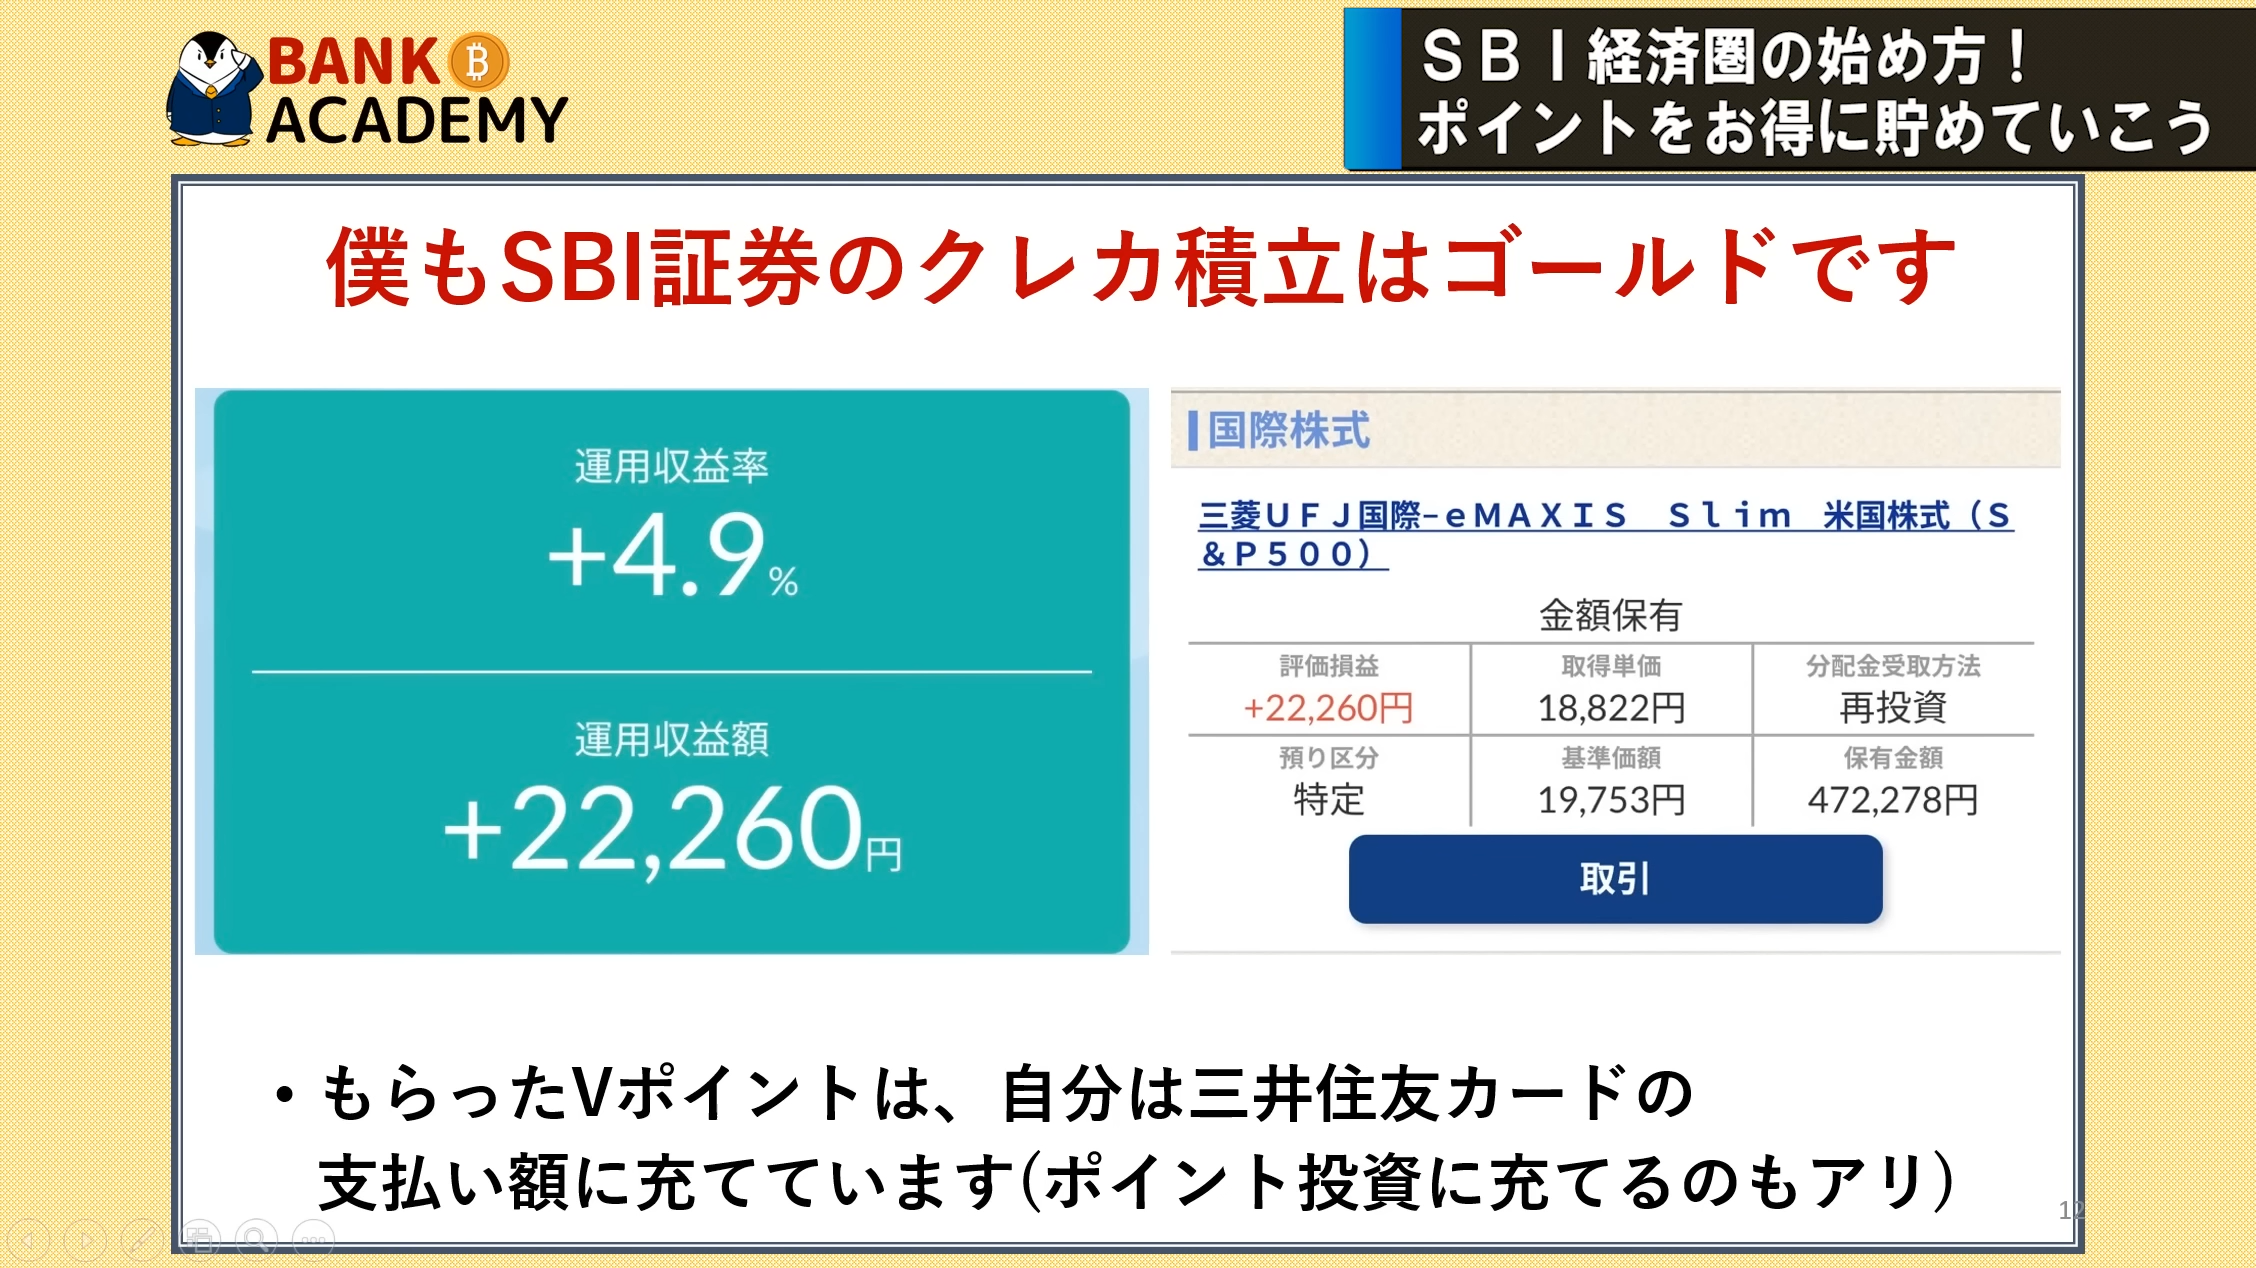 BANK
ACADEMY
ＳＢＩ経済圏の始め方！
ポイントをお得に貯めていこう
僕もSBI証券のクレカ積立はゴールドです
運用収益率
+4.9%
運用収益額
+22,260円
国際株式
三菱ＵＦＪ国際－ｅＭＡＸＩＳ　Ｓｌｉｍ　米国株式（Ｓ
＆Ｐ５００）
金額保有
評価損益 取得単価 分配金受取方法
+22,260円 18,822円 再投資
預り区分 基準価額 保有金額
特定 19,753円 472,278円
取引
・もらったVポイントは、自分は三井住友カードの
支払い額に充てています(ポイント投資に充てるのもアリ)
12